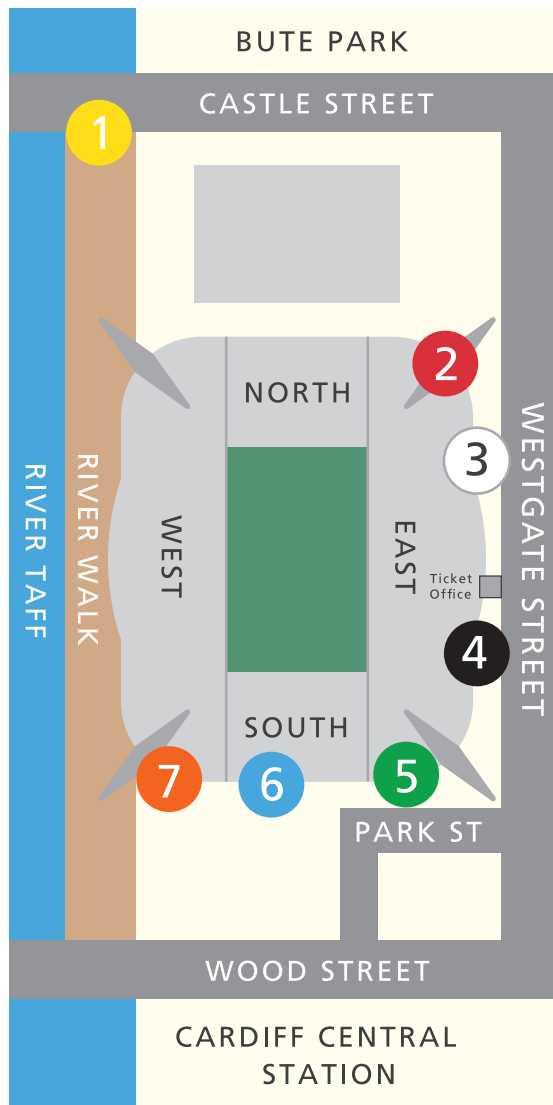 BUTE PARK
CASTLE STREET
1
2
NORTH
3
WESTGATE STREET
RIVER TAFF
RIVER WALK
WEST
EAST
Ticket
Office
4
SOUTH
5
7
6
PARK ST
WOOD STREET
CARDIFF CENTRAL
STATION